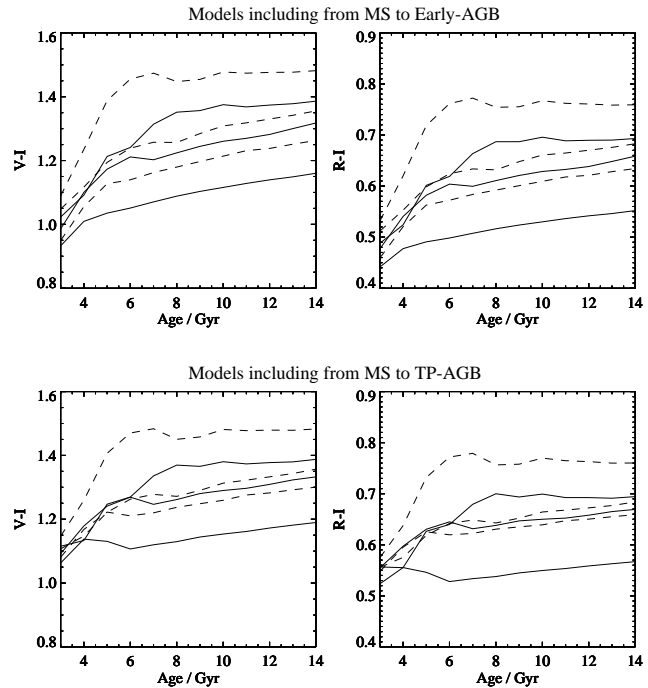 Models including from MS to Early-AGB
1.6
1.4
1.2
1.0
0.8
V-I
4 6 8 10 12 14
Age / Gyr
0.9
0.8
0.7
0.6
0.5
0.4
R-I
4 6 8 10 12 14
Age / Gyr
Models including from MS to TP-AGB
1.6
1.4
1.2
1.0
0.8
V-I
4 6 8 10 12 14
Age / Gyr
0.9
0.8
0.7
0.6
0.5
0.4
R-I
4 6 8 10 12 14
Age / Gyr